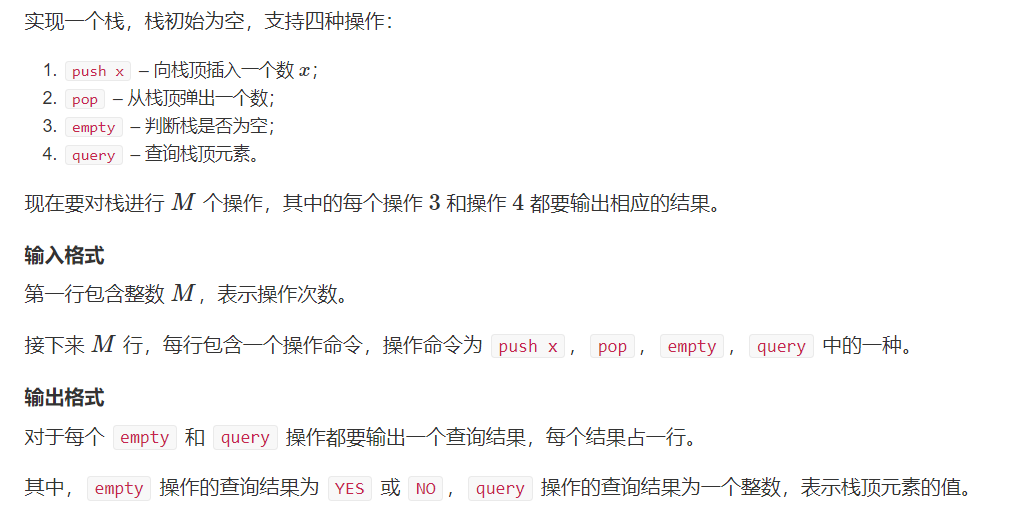 实现一个栈，栈初始为空，支持四种操作：
1. push x – 向栈顶插入一个数 x；
2. pop – 从栈顶弹出一个数；
3. empty – 判断栈是否为空；
4. query – 查询栈顶元素。
现在要对栈进行 M 个操作，其中的每个操作 3 和操作 4 都要输出相应的结果。
输入格式
第一行包含整数 M，表示操作次数。
接下来 M 行，每行包含一个操作命令，操作命令为 push x，pop，empty，query 中的一种。
输出格式
对于每个 empty 和 query 操作都要输出一个查询结果，每个结果占一行。
其中，empty 操作的查询结果为 YES 或 NO，query 操作的查询结果为一个整数，表示栈顶元素的值。